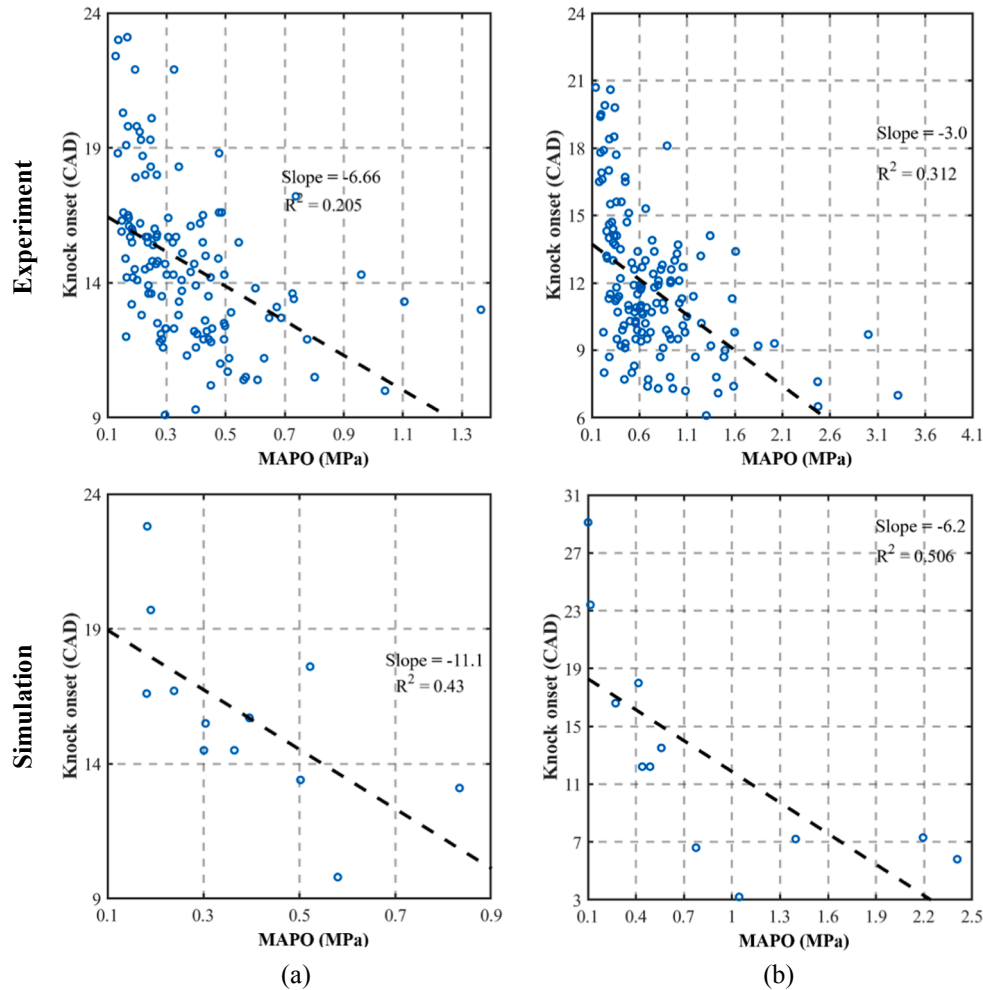 Experiment
24
19
14
9
Knock onset (CAD)
Slope = -6.66
R2 = 0.205
0.1 0.3 0.5 0.7 0.9 1.1 1.3
MAPO (MPa)
24
21
18
15
12
9
6
Knock onset (CAD)
Slope = -3.0
R2 = 0.312
0.1 0.6 1.1 1.6 2.1 2.6 3.1 3.6 4.1
MAPO (MPa)
Simulation
24
19
14
9
Knock onset (CAD)
Slope = -11.1
R2 = 0.43
0.1 0.3 0.5 0.7 0.9
MAPO (MPa)
(a)
31
27
23
19
15
11
7
3
Knock onset (CAD)
Slope = -6.2
R2 = 0.506
0.1 0.4 0.7 1 1.3 1.6 1.9 2.2 2.5
MAPO (MPa)
(b)